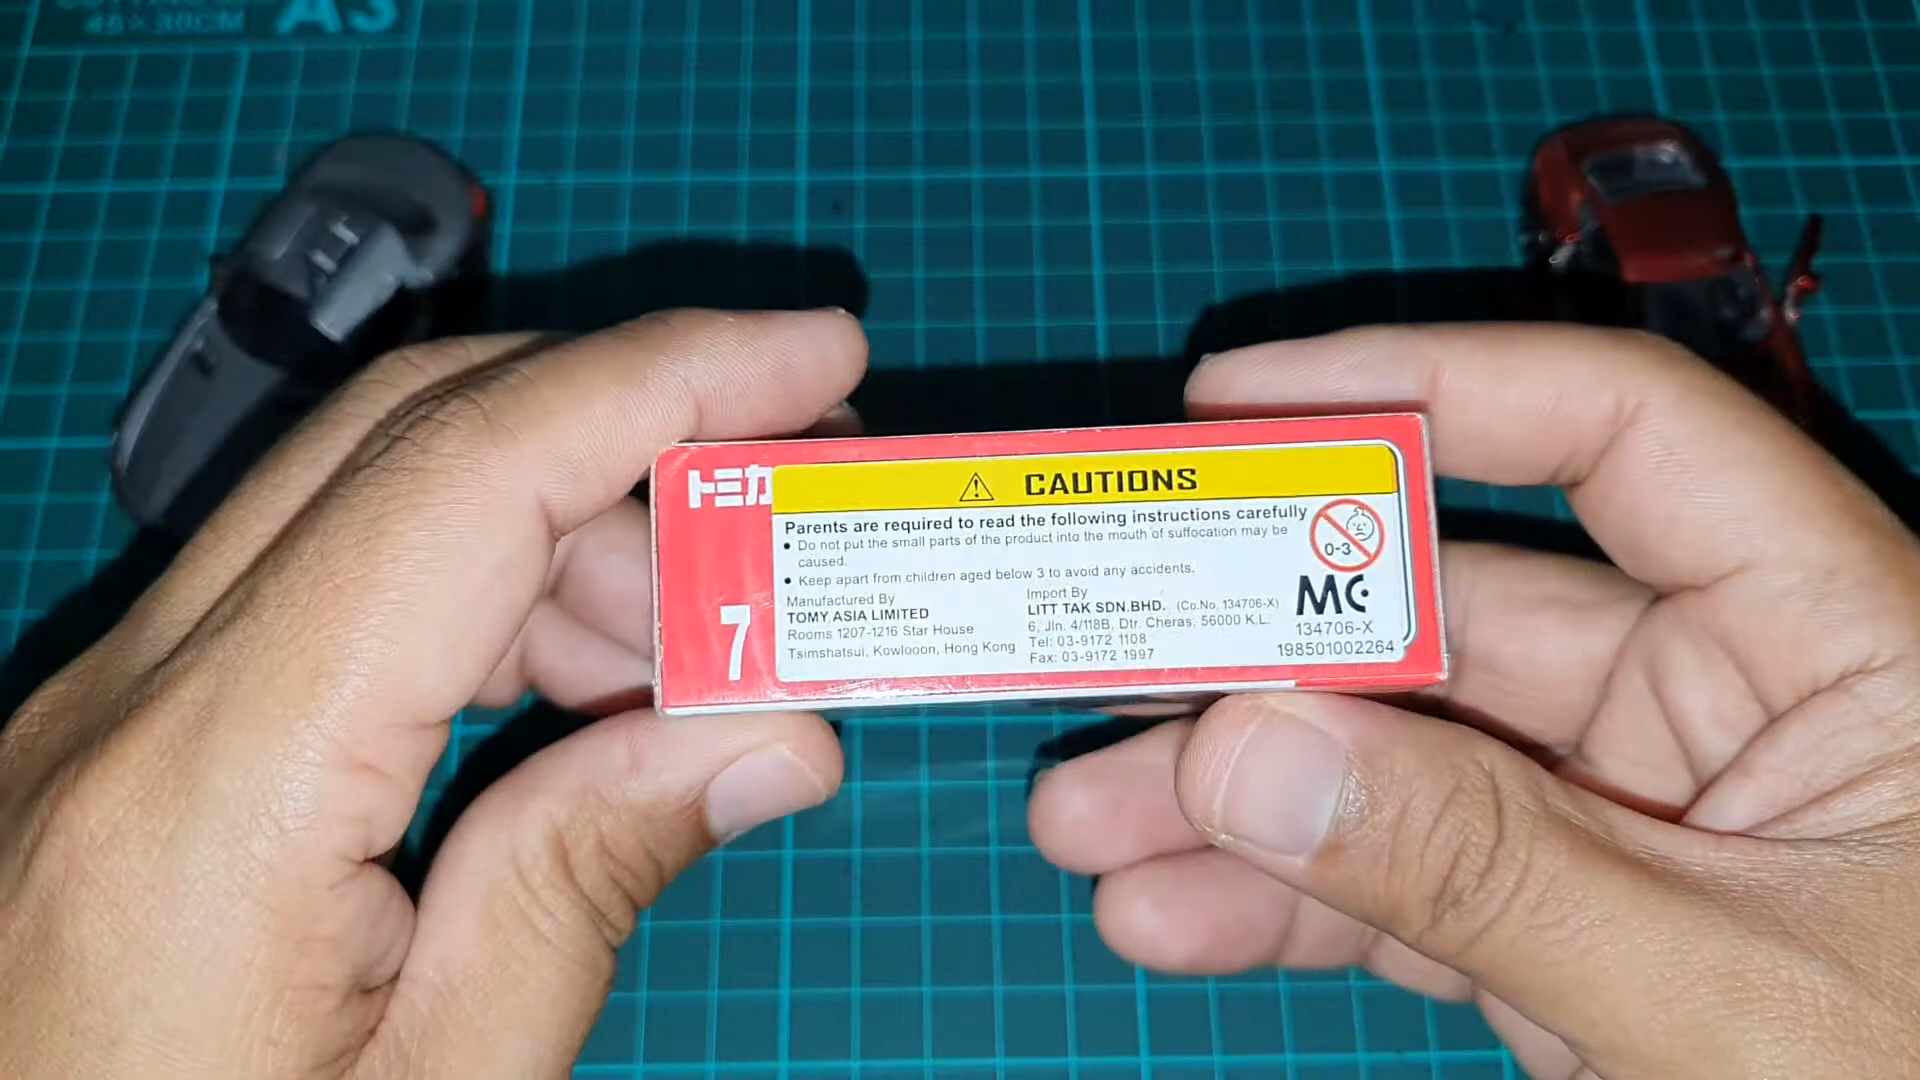 45×30CM A3
トミカ
7
CAUTIONS
Parents are required to read the following instructions carefully
• Do not put the small parts of the product into the mouth of suffocation may be
caused.
• Keep apart from children aged below 3 to avoid any accidents.
Manufactured By
TOMY ASIA LIMITED
Rooms 1207-1216 Star House
Tsimshatsui, Kowlooon, Hong Kong
Import By
LITT TAK SDN.BHD. (Co.No. 134706-X)
6, Jln. 4/118B, Dtr. Cheras, 56000 K.L.
Tel: 03-9172 1108
Fax: 03-9172 1997
0-3
MC
134706-X
198501002264